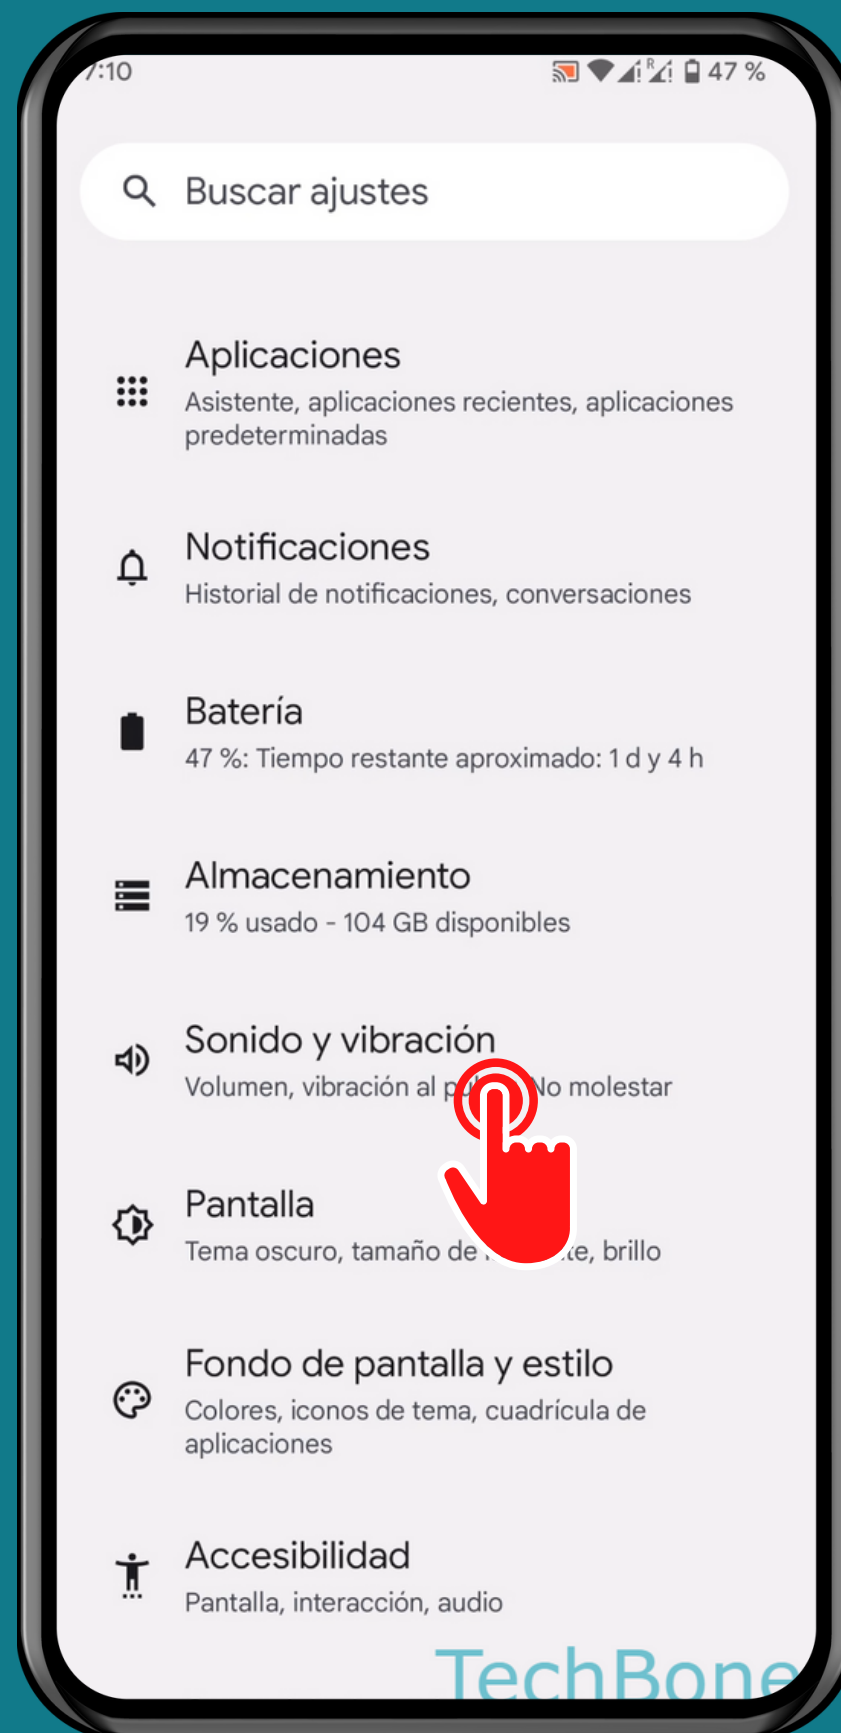 7:10
R
47 %
Buscar ajustes
Aplicaciones
Asistente, aplicaciones recientes, aplicaciones
predeterminadas
Notificaciones
Historial de notificaciones, conversaciones
Batería
47 %: Tiempo restante aproximado: 1 d y 4 h
Almacenamiento
19 % usado - 104 GB disponibles
Sonido y vibración
Volumen, vibración al No molestar
Pantalla
Tema oscuro, tamaño de brillo
Fondo de pantalla y estilo
Colores, iconos de tema, cuadrícula de
aplicaciones
Accesibilidad
Pantalla, interacción, audio
TechBone